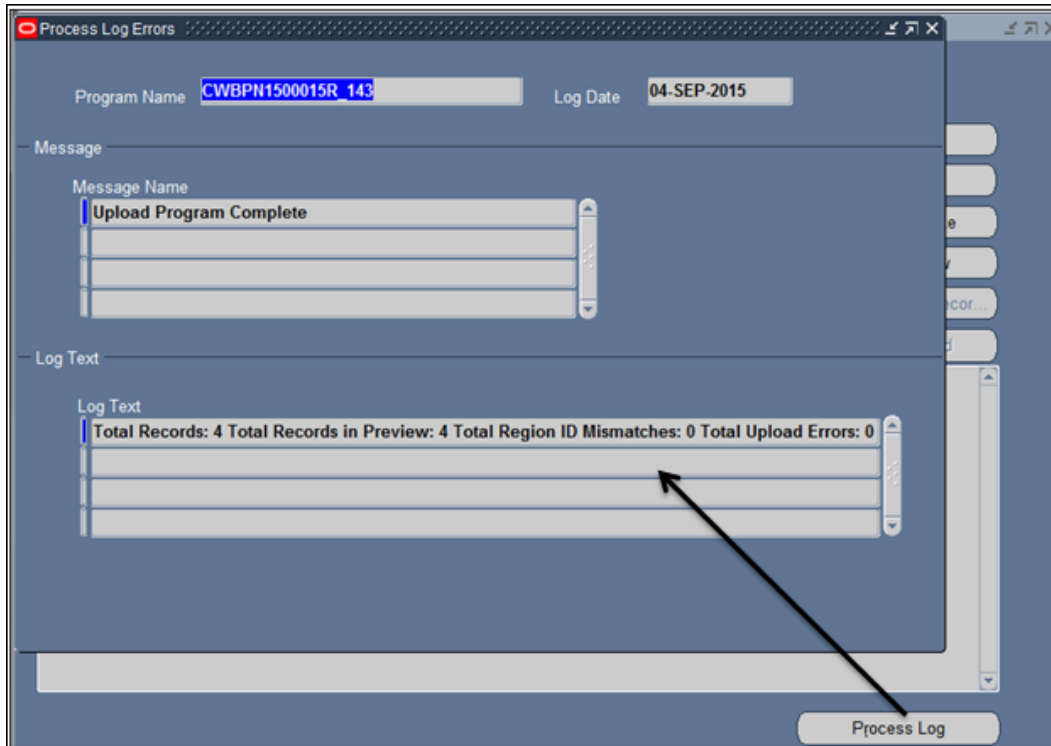 Process Log Errors
Program Name CWBPN1500015R_143 Log Date 04-SEP-2015
Message
Message Name
Upload Program Complete
Log Text
Log Text
Total Records: 4 Total Records in Preview: 4 Total Region ID Mismatches: 0 Total Upload Errors: 0
Process Log